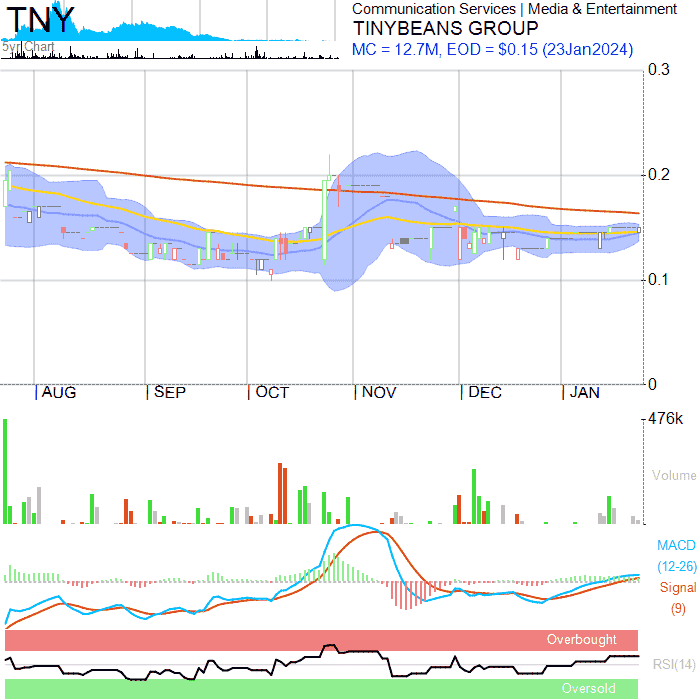 TNY
5yr Chart
Communication Services | Media & Entertainment
TINYBEANS GROUP
MC = 12.7M, EOD = $0.15 (23Jan2024)
0.3
0.2
0.1
0
AUG
SEP
OCT
NOV
DEC
JAN
476k
Volume
MACD
(12-26)
Signal
(9)
Overbought
RSI(14)
Oversold